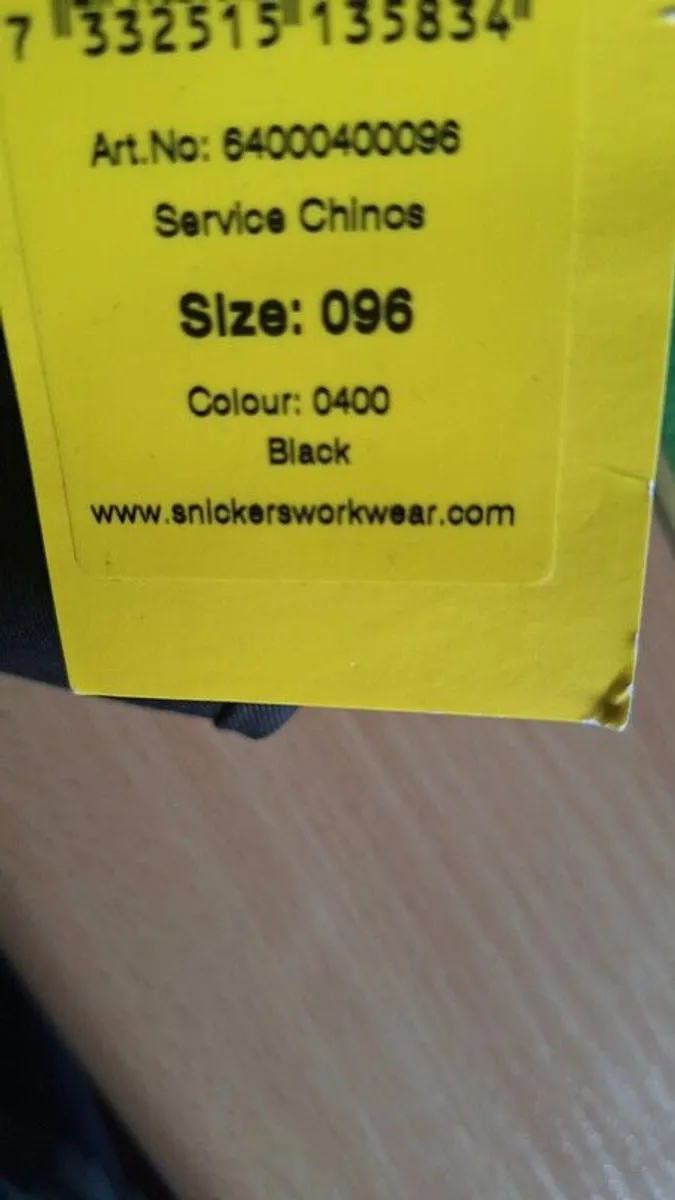 7 332515 135834
Art.No: 64000400096
Service Chinos
Size: 096
Colour: 0400
Black
www.snickersworkwear.com